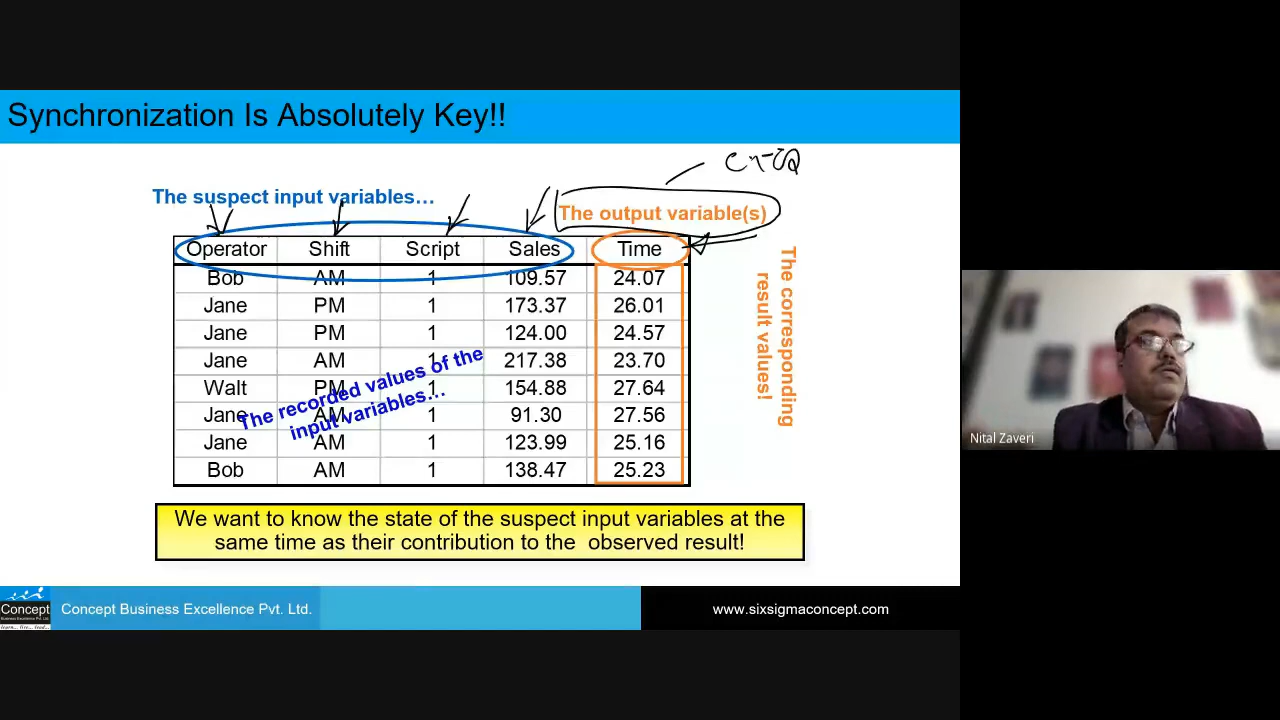 Synchronization Is Absolutely Key!!
CTQ
The suspect input variables…
The output variable(s)
Operator Shift Script Sales Time
Bob AM 1 109.57 24.07
Jane PM 1 173.37 26.01
Jane PM 1 124.00 24.57
Jane AM 1 217.38 23.70
Walt PM 1 154.88 27.64
Jane AM 1 91.30 27.56
Jane AM 1 123.99 25.16
Bob AM 1 138.47 25.23
The recorded values of the
input variables…
The corresponding
result values!
We want to know the state of the suspect input variables at the
same time as their contribution to the observed result!
Nital Zaveri
Concept
Concept Business Excellence Pvt. Ltd.
www.sixsigmaconcept.com